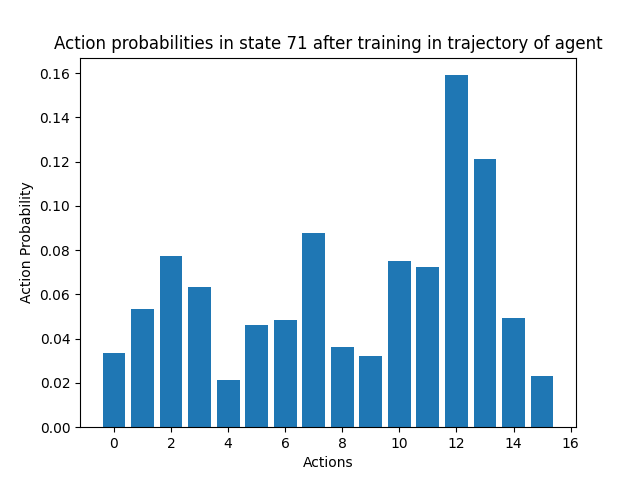 Action probabilities in state 71 after training in trajectory of agent
0.16
0.14
0.12
0.10
0.08
0.06
0.04
0.02
0.00
Action Probability
0 2 4 6 8 10 12 14 16
Actions